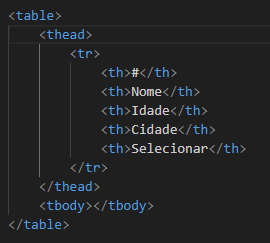 <table>
<thead>
<tr>
<th>#</th>
<th>Nome</th>
<th>Idade</th>
<th>Cidade</th>
<th>Selecionar</th>
</tr>
</thead>
<tbody></tbody>
</table>